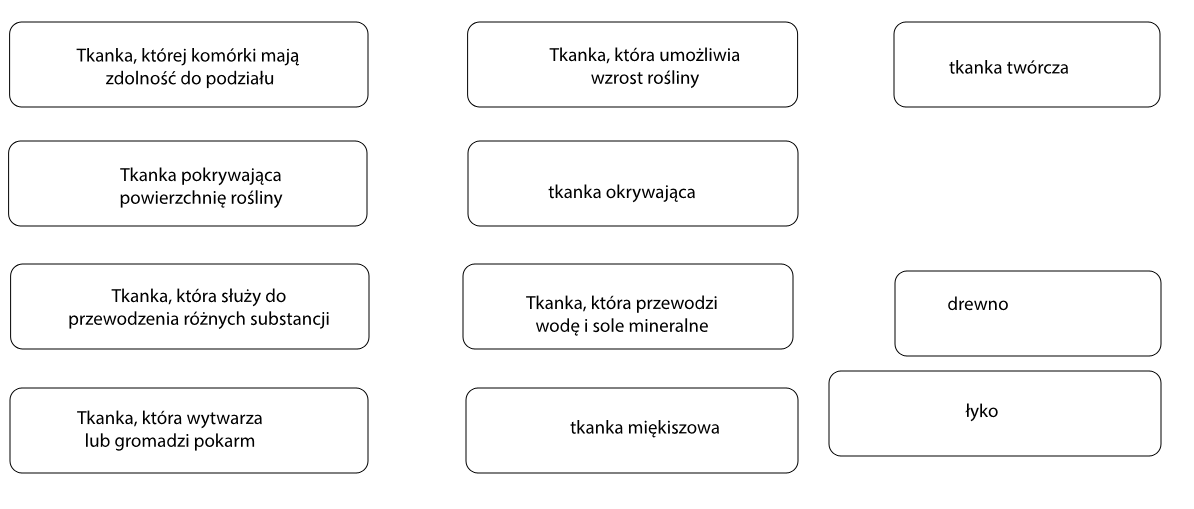 Tkanka, której komórki mają
zdolność do podziału
Tkanka, która umożliwia
wzrost rośliny
tkanka twórcza
Tkanka pokrywająca
powierzchnię rośliny
tkanka okrywająca
Tkanka, która służy do
przewodzenia różnych substancji
Tkanka, która przewodzi
wodę i sole mineralne
drewno
łyko
Tkanka, która wytwarza
lub gromadzi pokarm
tkanka miękiszowa